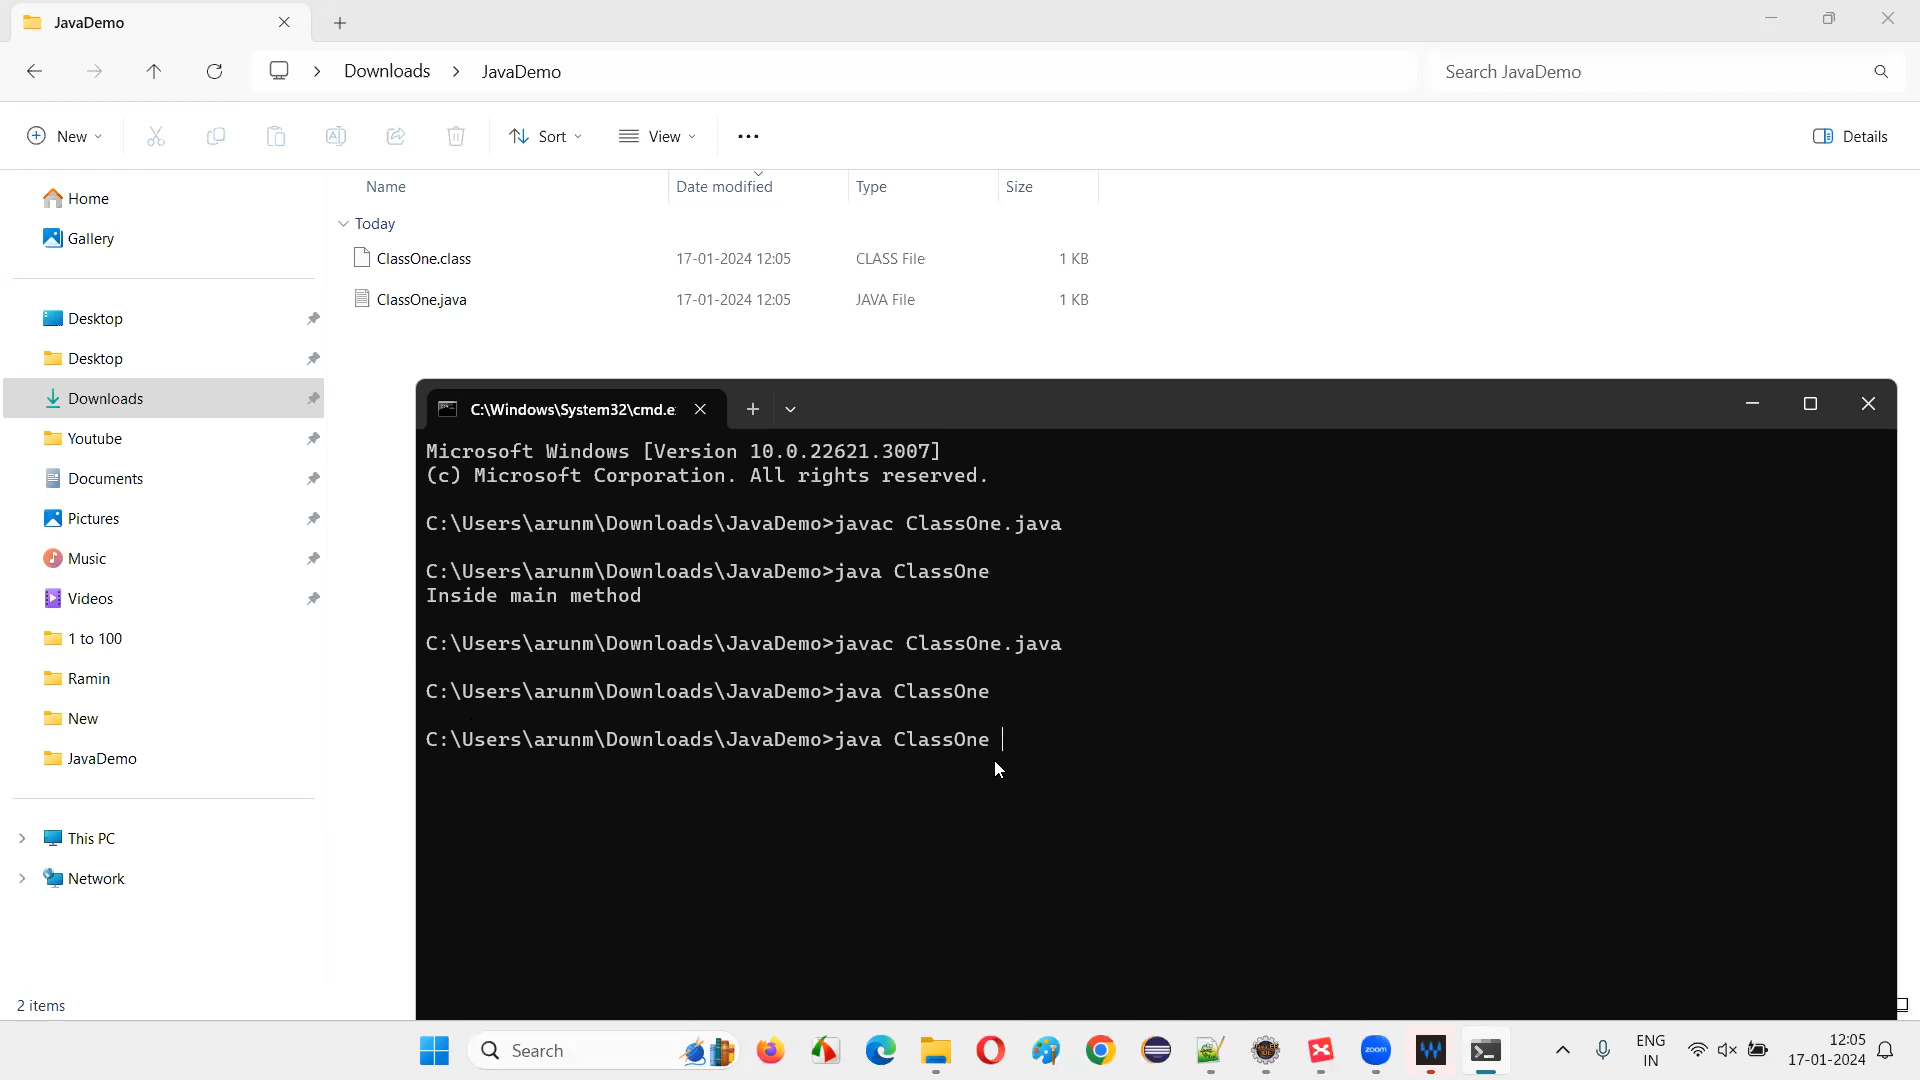 JavaDemo
Downloads
JavaDemo
Search JavaDemo
New
Sort
View
Details
Name
Date modified
Type
Size
Today
ClassOne.class
17-01-2024 12:05
CLASS File
1 KB
ClassOne.java
17-01-2024 12:05
JAVA File
1 KB
Home
Gallery
Desktop
Desktop
Downloads
Youtube
Documents
Pictures
Music
Videos
1 to 100
Ramin
New
JavaDemo
This PC
Network
2 items
C:\Windows\System32\cmd.e
Microsoft Windows [Version 10.0.22621.3007]
(c) Microsoft Corporation. All rights reserved.
C:\Users\arunm\Downloads\JavaDemo>javac ClassOne.java
C:\Users\arunm\Downloads\JavaDemo>java ClassOne
Inside main method
C:\Users\arunm\Downloads\JavaDemo>javac ClassOne.java
C:\Users\arunm\Downloads\JavaDemo>java ClassOne
C:\Users\arunm\Downloads\JavaDemo>java ClassOne
Search
zoom
ENG
IN
12:05
17-01-2024